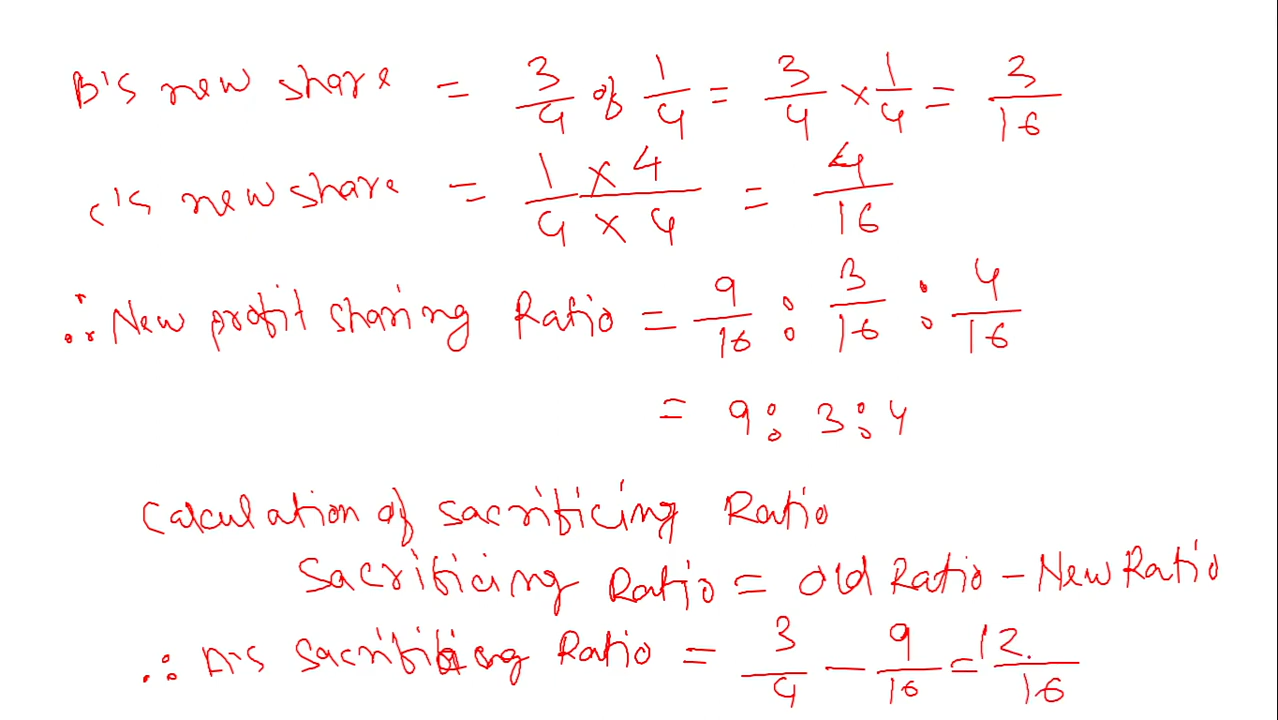 B's new share = 3/4 of 1/4 = 3/4 × 1/4 = 3/16
C's new share = 1 × 4/4 × 4 = 4/16
∴ New profit sharing Ratio = 9/16 : 3/16 : 4/16
= 9 : 3 : 4
Calculation of sacrificing Ratio
Sacrificing Ratio = Old Ratio - New Ratio
∴ A's sacrificing Ratio = 3/4 - 9/16 = 12/16